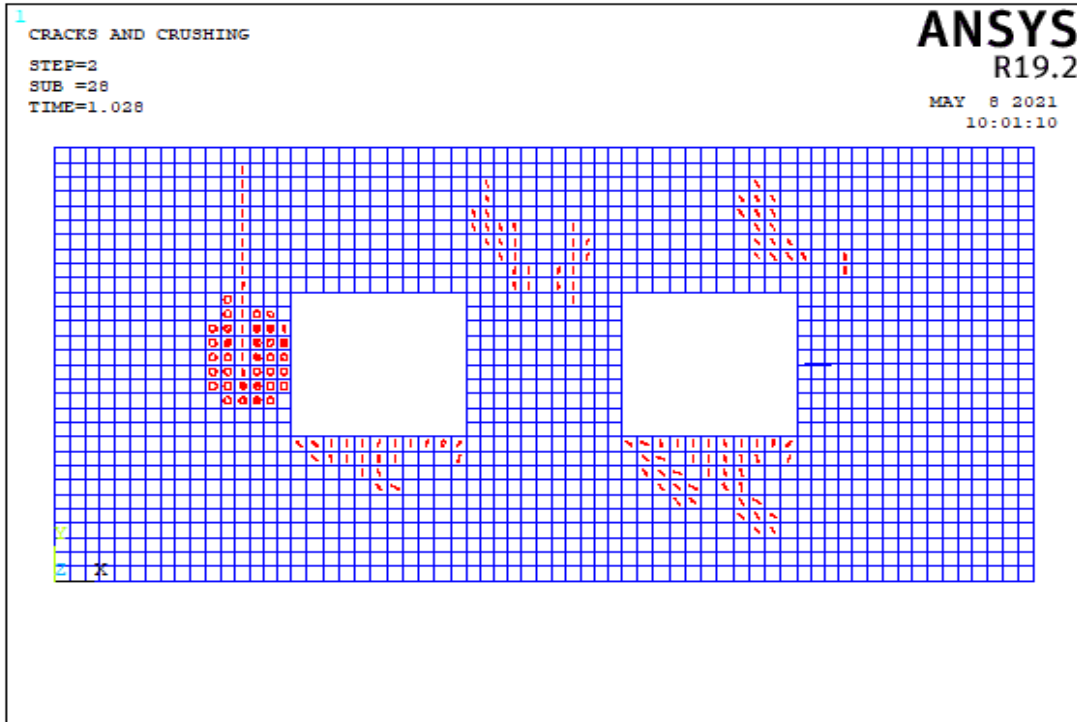 1
CRACKS AND CRUSHING
STEP=2
SUB =28
TIME=1.028
ANSYS
R19.2
MAY 8 2021
10:01:10
Y
Z X